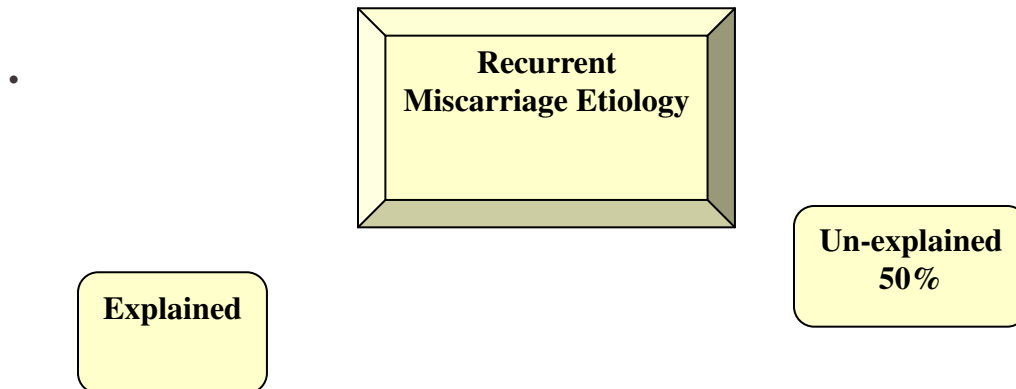 •
Recurrent
Miscarriage Etiology
Un-explained
50%
Explained